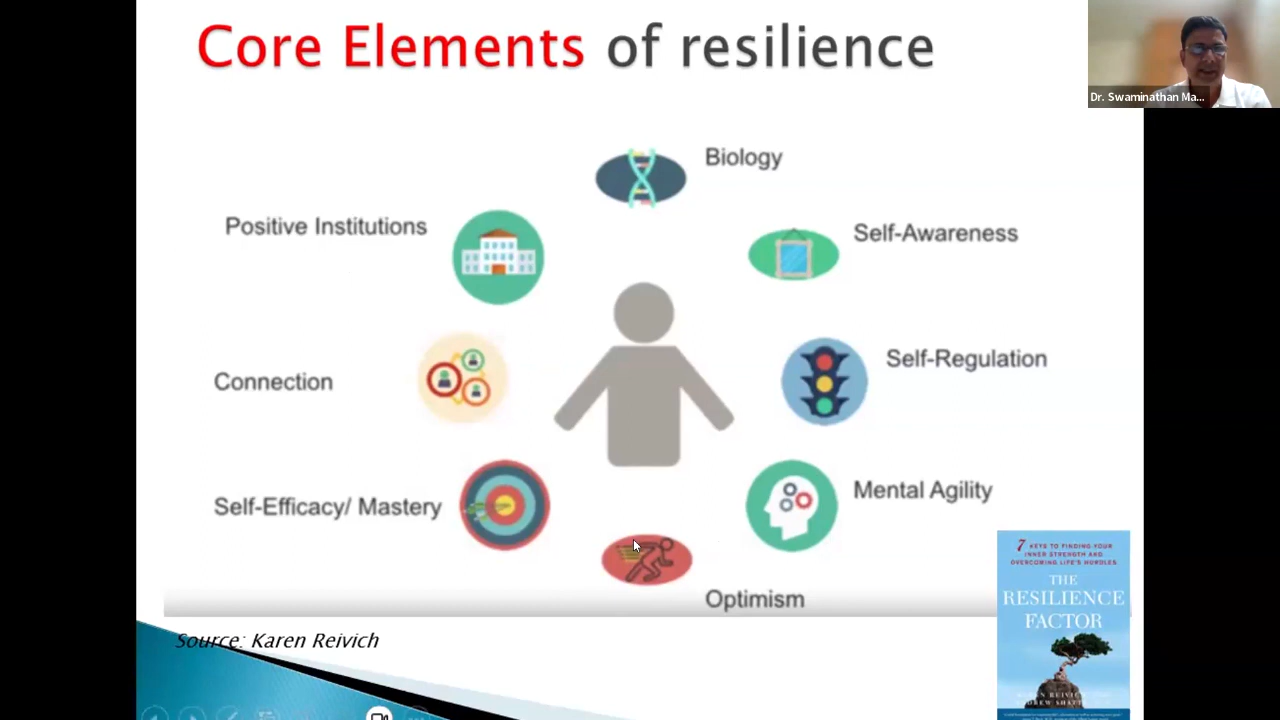 Core Elements of resilience
Dr. Swaminathan Ma...
Biology
Positive Institutions
Self-Awareness
Connection
Self-Regulation
Self-Efficacy/ Mastery
Mental Agility
Optimism
Source: Karen Reivich
7 KEYS TO FINDING YOUR
INNER STRENGTH AND
OVERCOMING LIFE'S HURDLES
THE
RESILIENCE
FACTOR